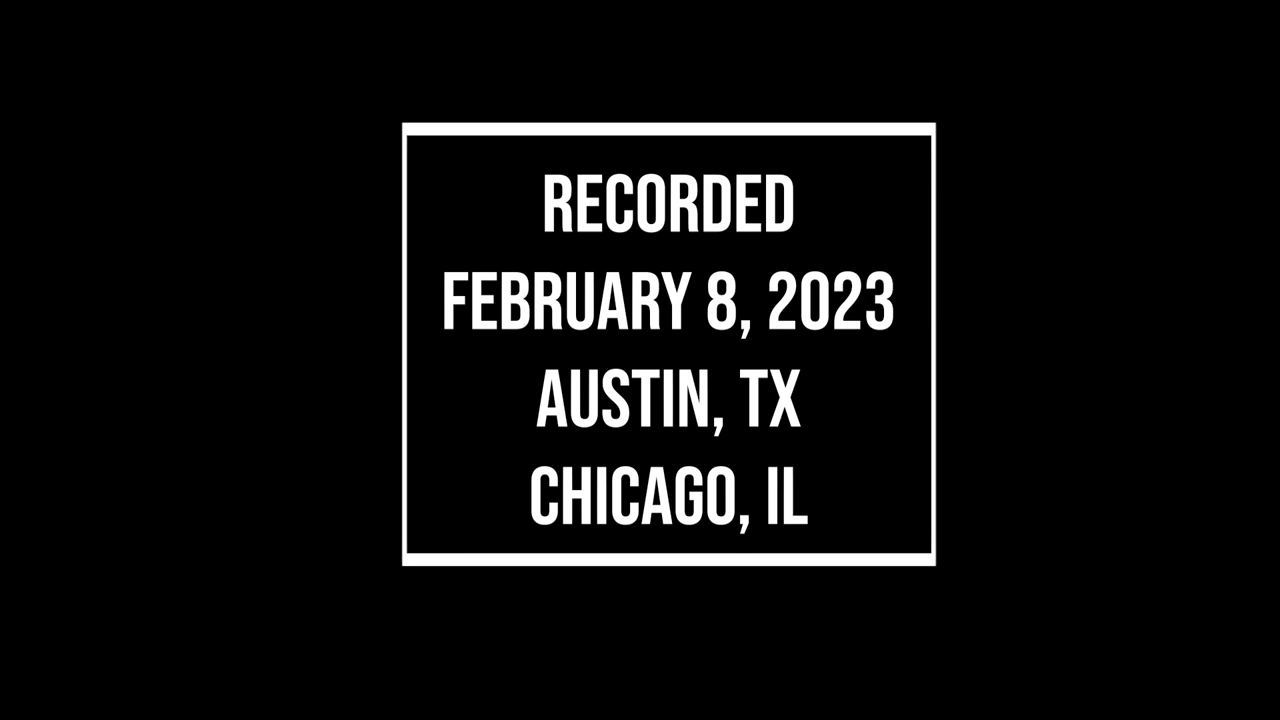 RECORDED
FEBRUARY 8, 2023
AUSTIN, TX
CHICAGO, IL